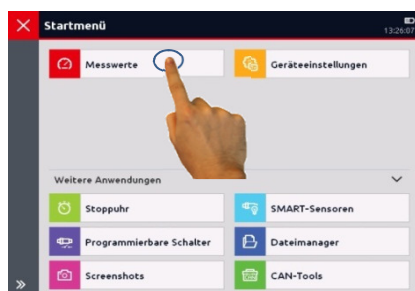 Startmenü
13:26:07
Messwerte
Geräteeinstellungen
Weitere Anwendungen
Stoppuhr
SMART-Sensoren
Programmierbare Schalter
Dateimanager
Screenshots
CAN-Tools